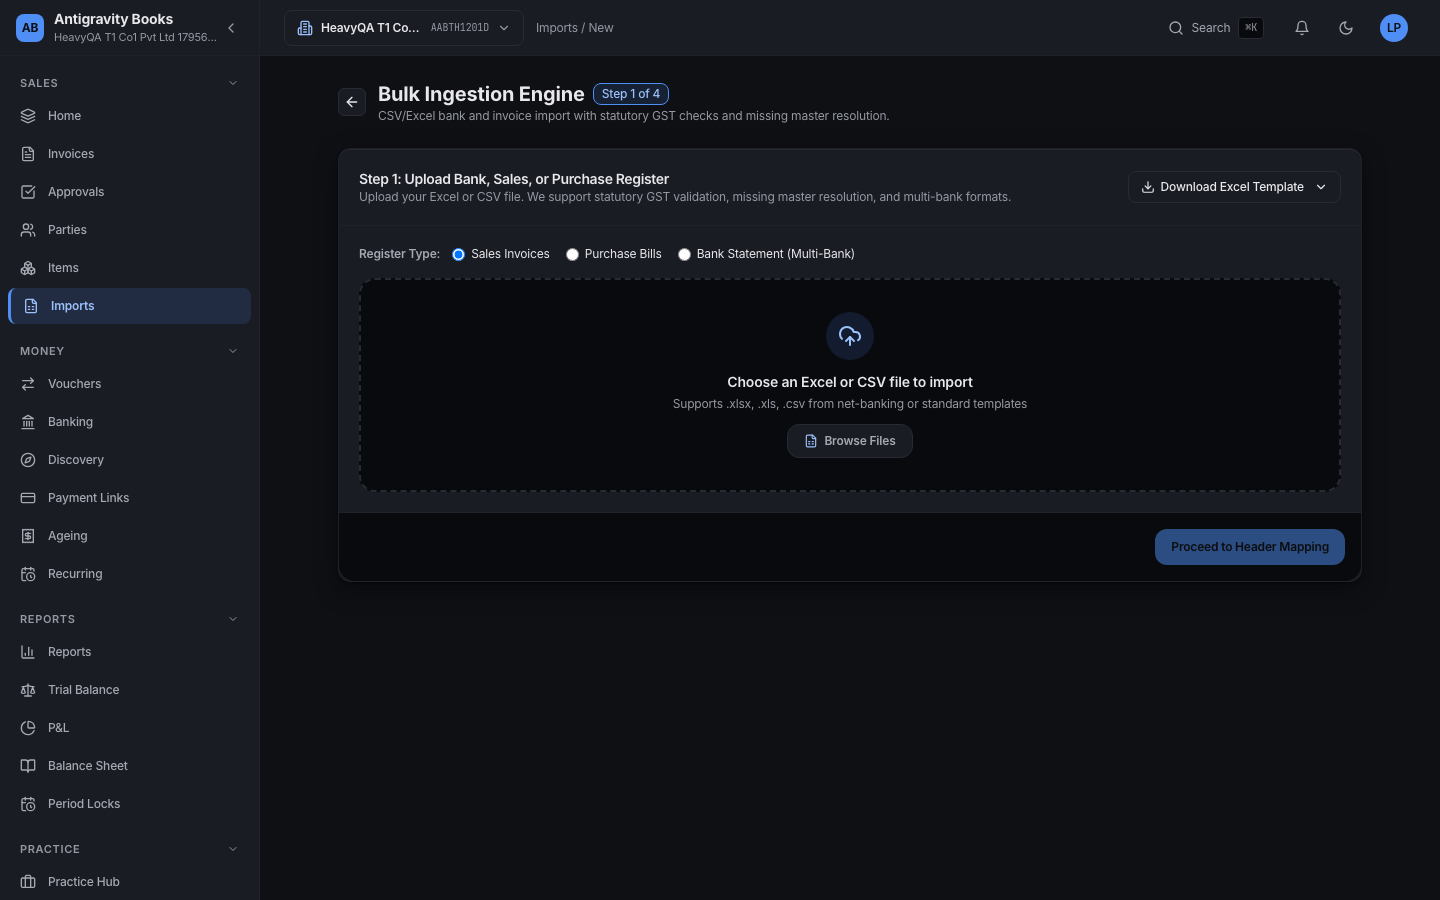 AB
Antigravity Books
HeavyQA T1 Co1 Pvt Ltd 17956...
SALES
Home
Invoices
Approvals
Parties
Items
Imports
MONEY
Vouchers
Banking
Discovery
Payment Links
Ageing
Recurring
REPORTS
Reports
Trial Balance
P&L
Balance Sheet
Period Locks
PRACTICE
Practice Hub
HeavyQA T1 Co... AABTH1201D
Imports / New
Search ⌘K
LP
Bulk Ingestion Engine Step 1 of 4
CSV/Excel bank and invoice import with statutory GST checks and missing master resolution.
Step 1: Upload Bank, Sales, or Purchase Register
Upload your Excel or CSV file. We support statutory GST validation, missing master resolution, and multi-bank formats.
Download Excel Template
Register Type: Sales Invoices Purchase Bills Bank Statement (Multi-Bank)
Choose an Excel or CSV file to import
Supports .xlsx, .xls, .csv from net-banking or standard templates
Browse Files
Proceed to Header Mapping